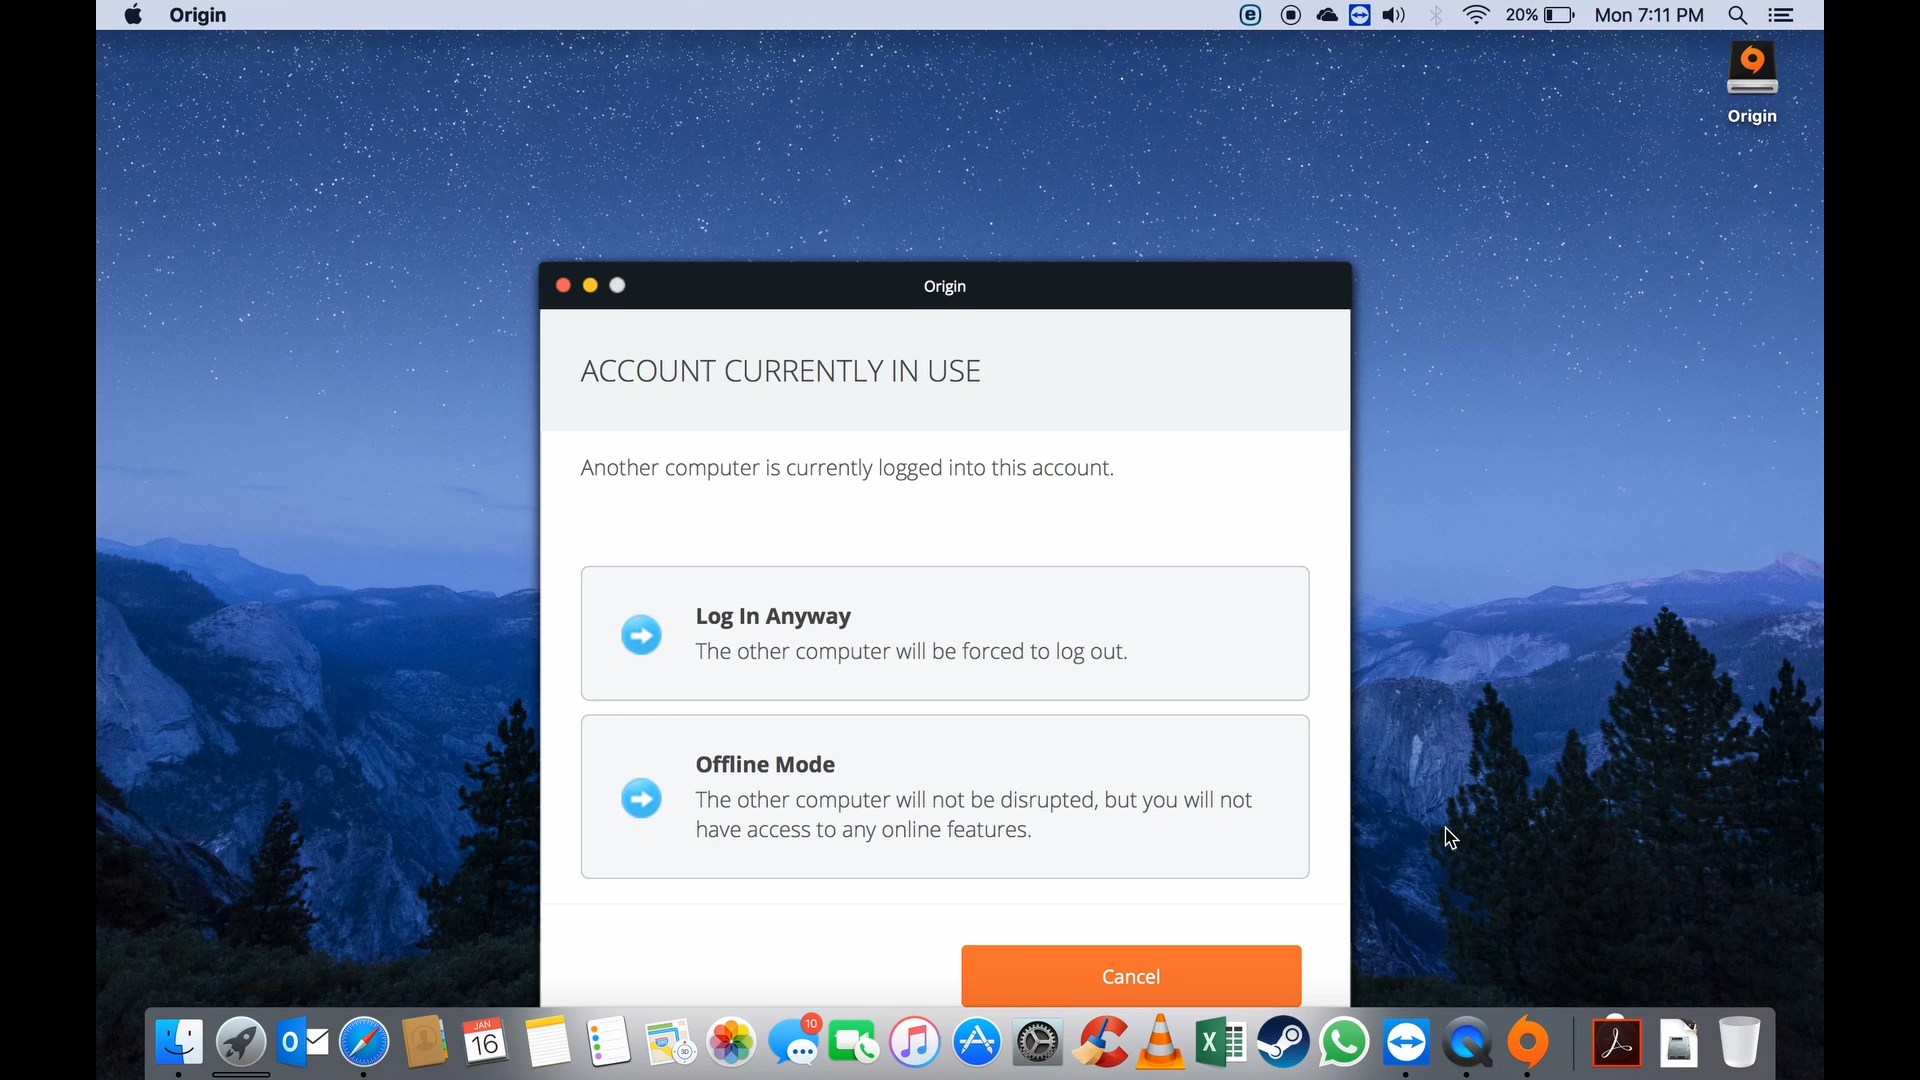 Origin
20%
Mon 7:11 PM
Origin
Origin
ACCOUNT CURRENTLY IN USE
Another computer is currently logged into this account.
Log In Anyway
The other computer will be forced to log out.
Offline Mode
The other computer will not be disrupted, but you will not
have access to any online features.
Cancel
JAN
16
10